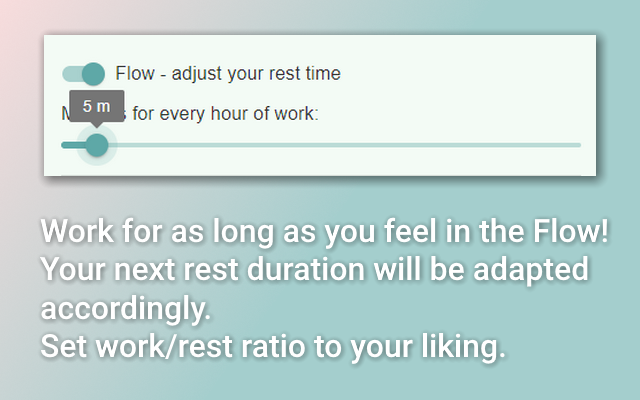 Flow - adjust your rest time
5 m
for every hour of work:
Work for as long as you feel in the Flow!
Your next rest duration will be adapted
accordingly.
Set work/rest ratio to your liking.